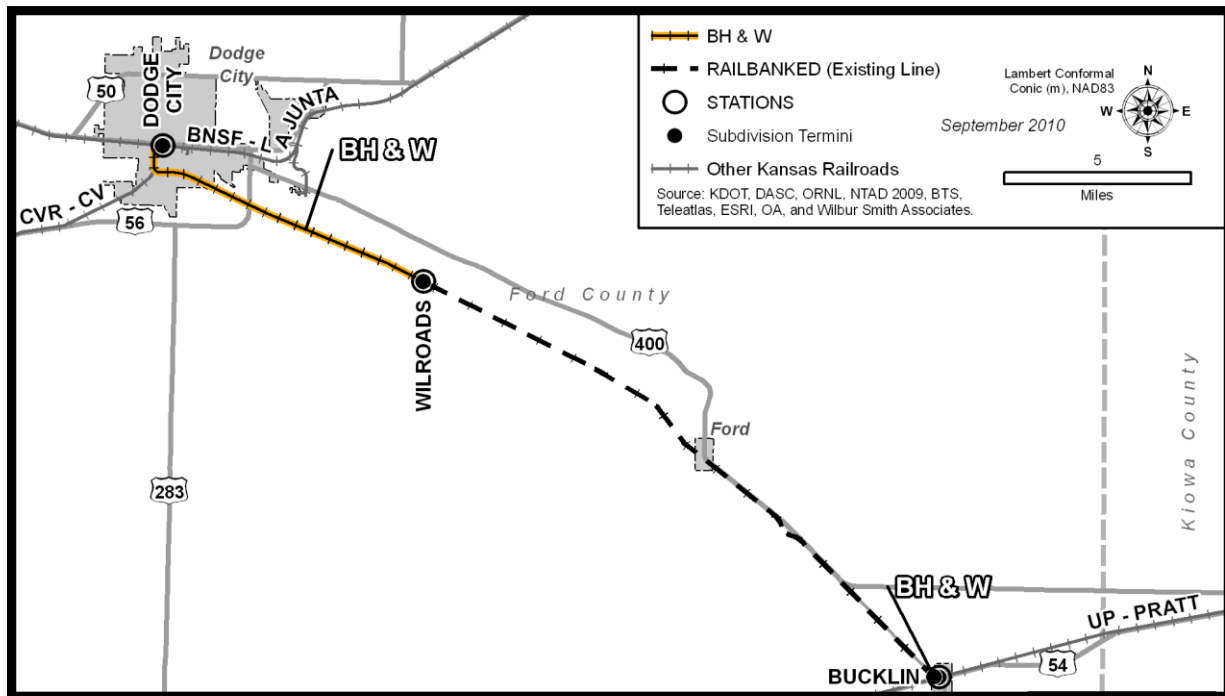 BH & W
RAILBANKED (Existing Line)
STATIONS
Subdivision Termini
Other Kansas Railroads
Source: KDOT, DASC, ORNL, NTAD 2009, BTS,
Teleatlas, ESRI, OA, and Wilbur Smith Associates.
Lambert Conformal
Conic (m), NAD83
September 2010
N
W
E
S
5
Miles
Dodge
City
DODGE
CITY
50
BNSF - LA JUNTA
BH & W
CVR - CV
56
WILROADS
Ford County
400
Ford
283
Kiowa County
BH & W
UP - PRATT
BUCKLIN
54